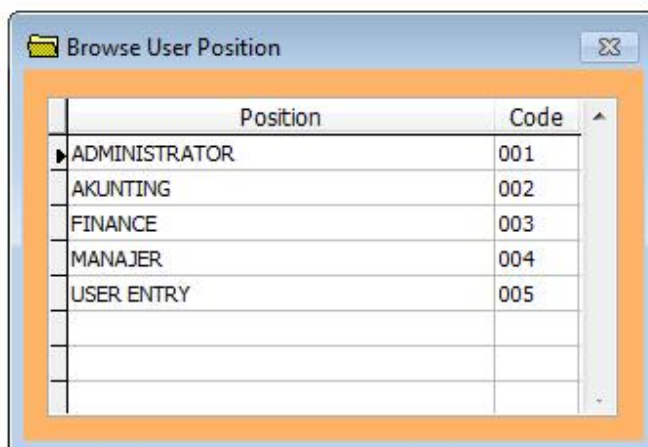 Browse User Position
Position Code
ADMINISTRATOR 001
AKUNTING 002
FINANCE 003
MANAJER 004
USER ENTRY 005